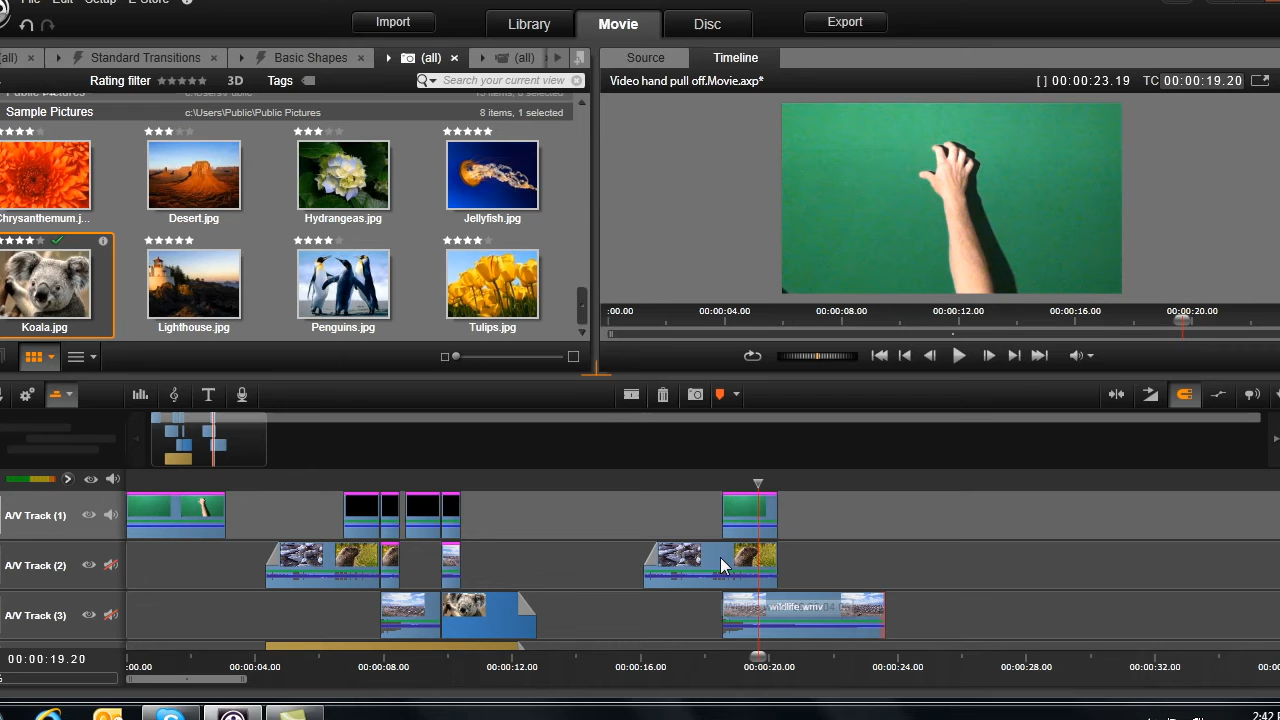 File Edit Setup E-Store
Import
Library
Movie
Disc
Export
(all) Standard Transitions Basic Shapes (all) (all)
Source
Timeline
Rating filter 3D Tags Search your current view
Video hand pull off.Movie.axp* [ ] 00:00:23.19 TC 00:00:19.20
Sample Pictures c:\Users\Public\Public Pictures 8 items, 1 selected
Chrysanthemum.j... Desert.jpg Hydrangeas.jpg Jellyfish.jpg
Koala.jpg Lighthouse.jpg Penguins.jpg Tulips.jpg
:00.00 00:00:04.00 00:00:08.00 00:00:12.00 00:00:16.00 00:00:20.00
A/V Track (1)
A/V Track (2)
A/V Track (3)
wildlife.wmv
00:00:19.20
:00.00 00:00:04.00 00:00:08.00 00:00:12.00 00:00:16.00 00:00:20.00 00:00:24.00 00:00:28.00 00:00:32.00
2:42